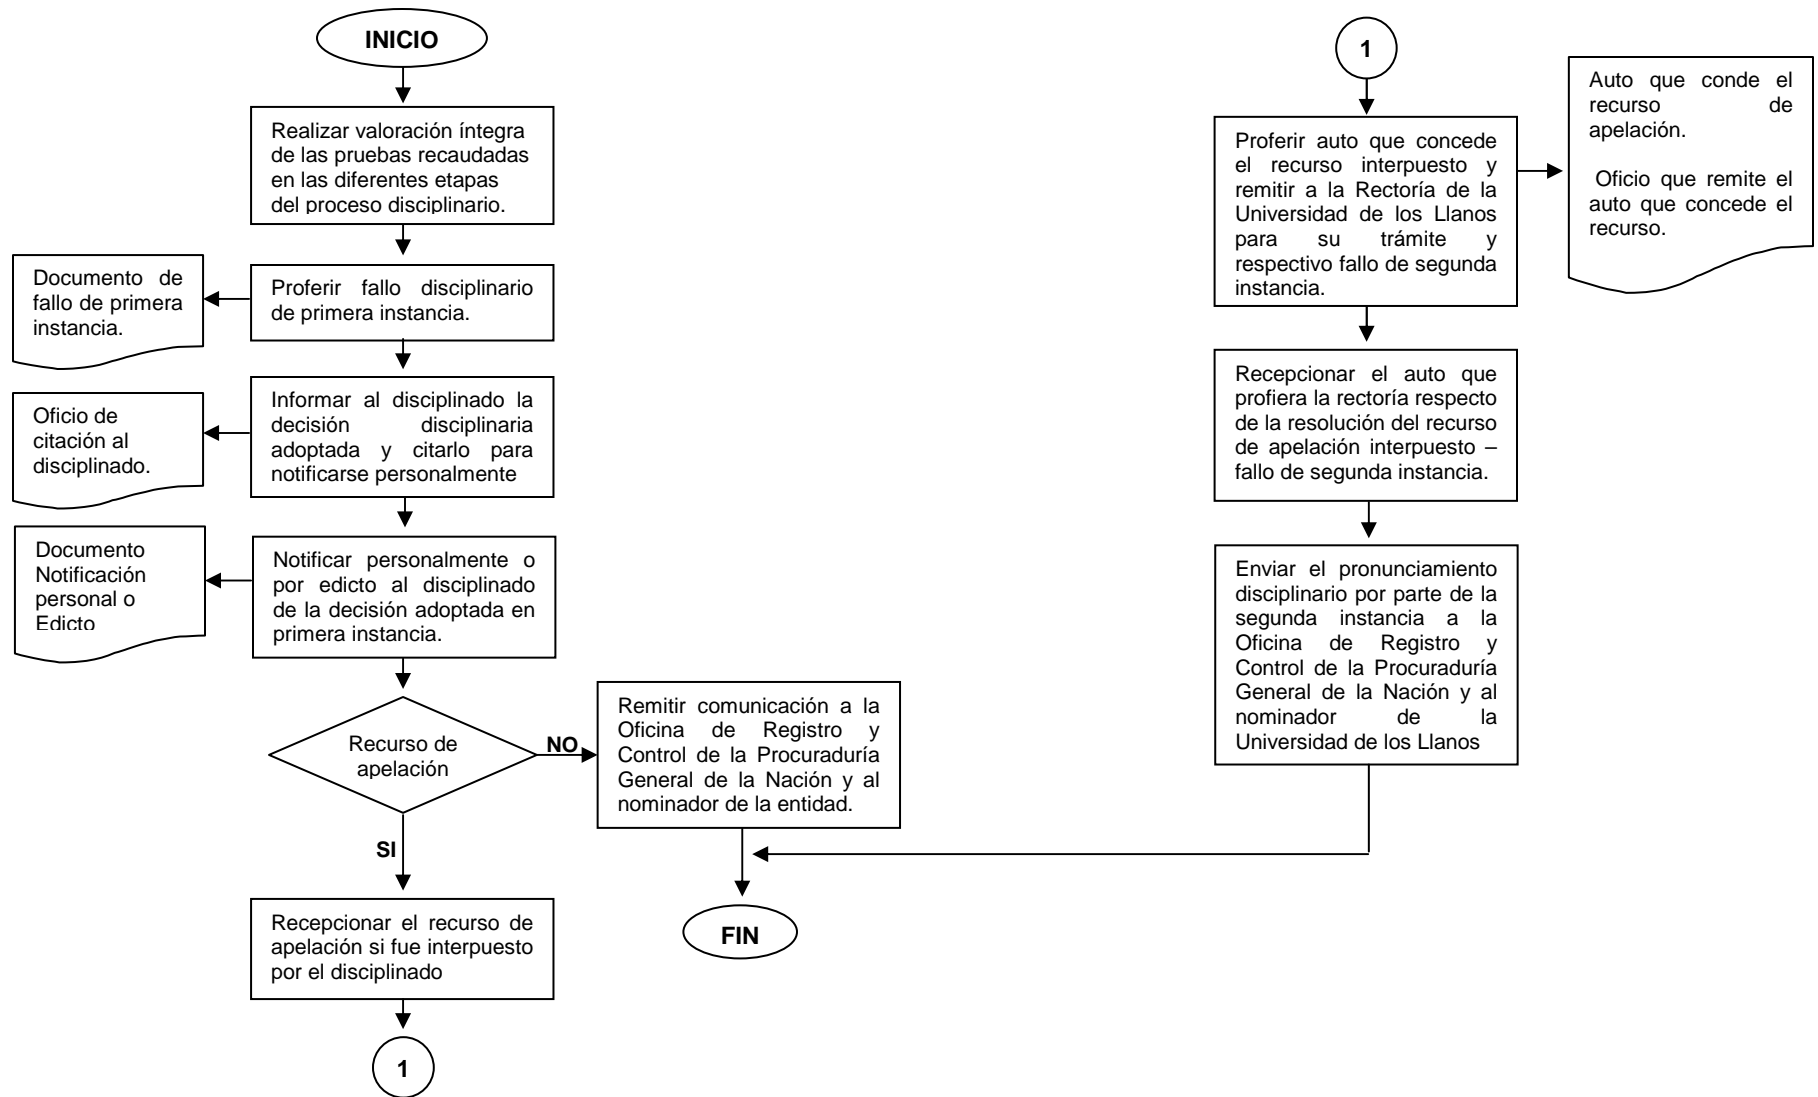 INICIO
Realizar valoración íntegra
de las pruebas recaudadas
en las diferentes etapas
del proceso disciplinario.
Documento de
fallo de primera
instancia.
Proferir fallo disciplinario
de primera instancia.
Oficio de
citación al
disciplinado.
Informar al disciplinado la
decisión disciplinaria
adoptada y citarlo para
notificarse personalmente
Documento
Notificación
personal o
Edicto
Notificar personalmente o
por edicto al disciplinado
de la decisión adoptada en
primera instancia.
Recurso de
apelación
NO
Remitir comunicación a la
Oficina de Registro y
Control de la Procuraduría
General de la Nación y al
nominador de la entidad.
SI
Recepcionar el recurso de
apelación si fue interpuesto
por el disciplinado
FIN
1
1
Proferir auto que concede
el recurso interpuesto y
remitir a la Rectoría de la
Universidad de los Llanos
para su trámite y
respectivo fallo de segunda
instancia.
Auto que conde el
recurso de
apelación.
Oficio que remite el
auto que concede el
recurso.
Recepcionar el auto que
profiera la rectoría respecto
de la resolución del recurso
de apelación interpuesto –
fallo de segunda instancia.
Enviar el pronunciamiento
disciplinario por parte de la
segunda instancia a la
Oficina de Registro y
Control de la Procuraduría
General de la Nación y al
nominador de la
Universidad de los Llanos